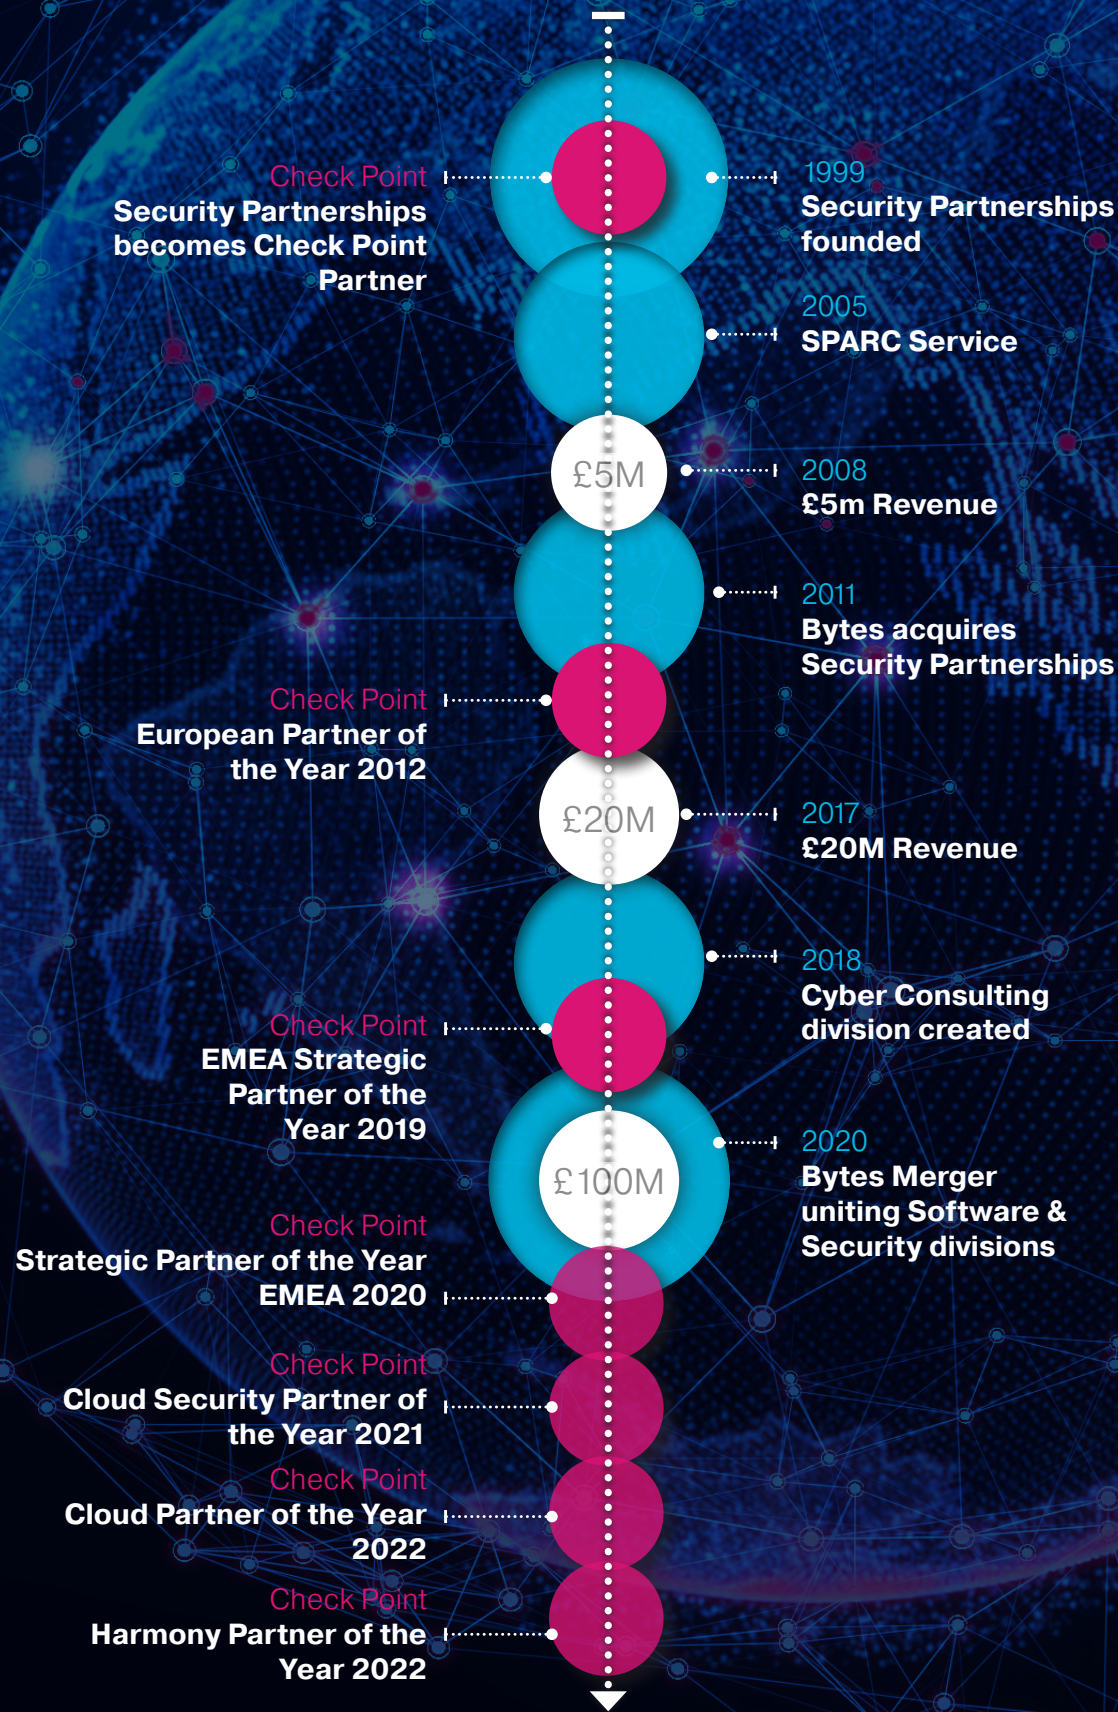 Check Point
Security Partnerships
becomes Check Point
Partner
1999
Security Partnerships
founded
2005
SPARC Service
£5M
2008
£5m Revenue
2011
Bytes acquires
Security Partnerships
Check Point
European Partner of
the Year 2012
£20M
2017
£20M Revenue
2018
Cyber Consulting
division created
Check Point
EMEA Strategic
Partner of the
Year 2019
£100M
2020
Bytes Merger
uniting Software &
Security divisions
Check Point
Strategic Partner of the Year
EMEA 2020
Check Point
Cloud Security Partner of
the Year 2021
Check Point
Cloud Partner of the Year
2022
Check Point
Harmony Partner of the
Year 2022